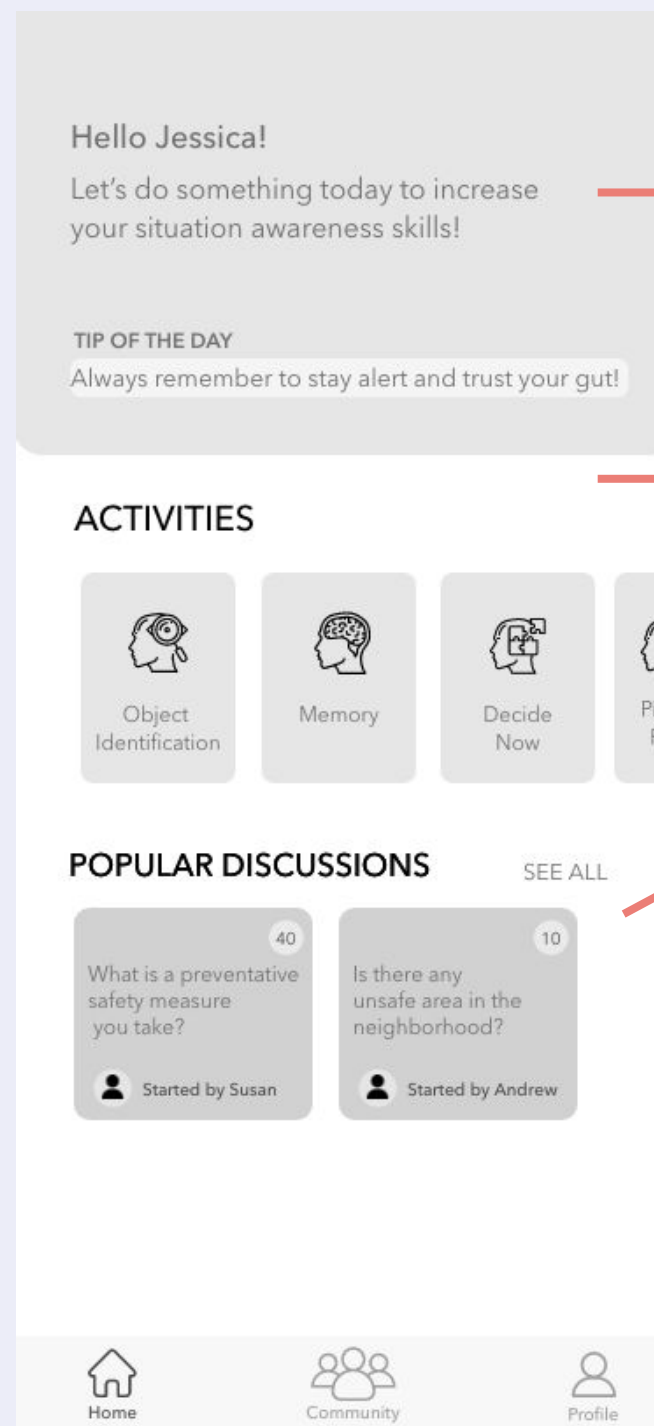 Hello Jessica!
Let's do something today to increase
your situation awareness skills!
TIP OF THE DAY
Always remember to stay alert and trust your gut!
ACTIVITIES
Object
Identification
Memory
Decide
Now
POPULAR DISCUSSIONS
SEE ALL
40
What is a preventative
safety measure
you take?
Started by Susan
10
Is there any
unsafe area in the
neighborhood?
Started by Andrew
Home
Community
Profile